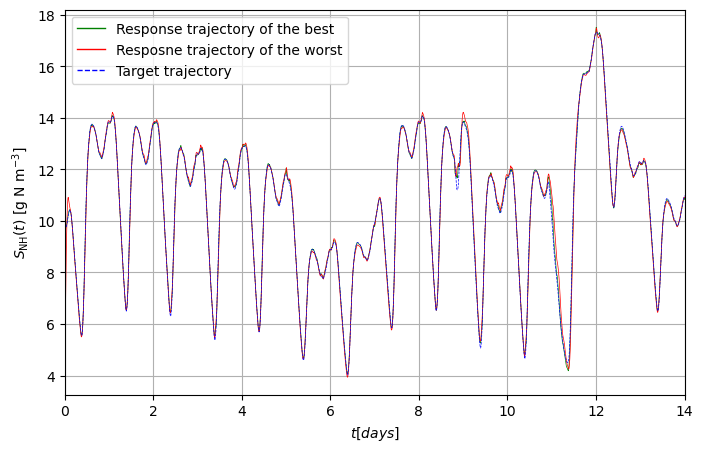 Response trajectory of the best
Resposne trajectory of the worst
Target trajectory
18
16
14
12
10
8
6
4
S_NH(t) [g N m⁻³]
0 2 4 6 8 10 12 14
t[days]